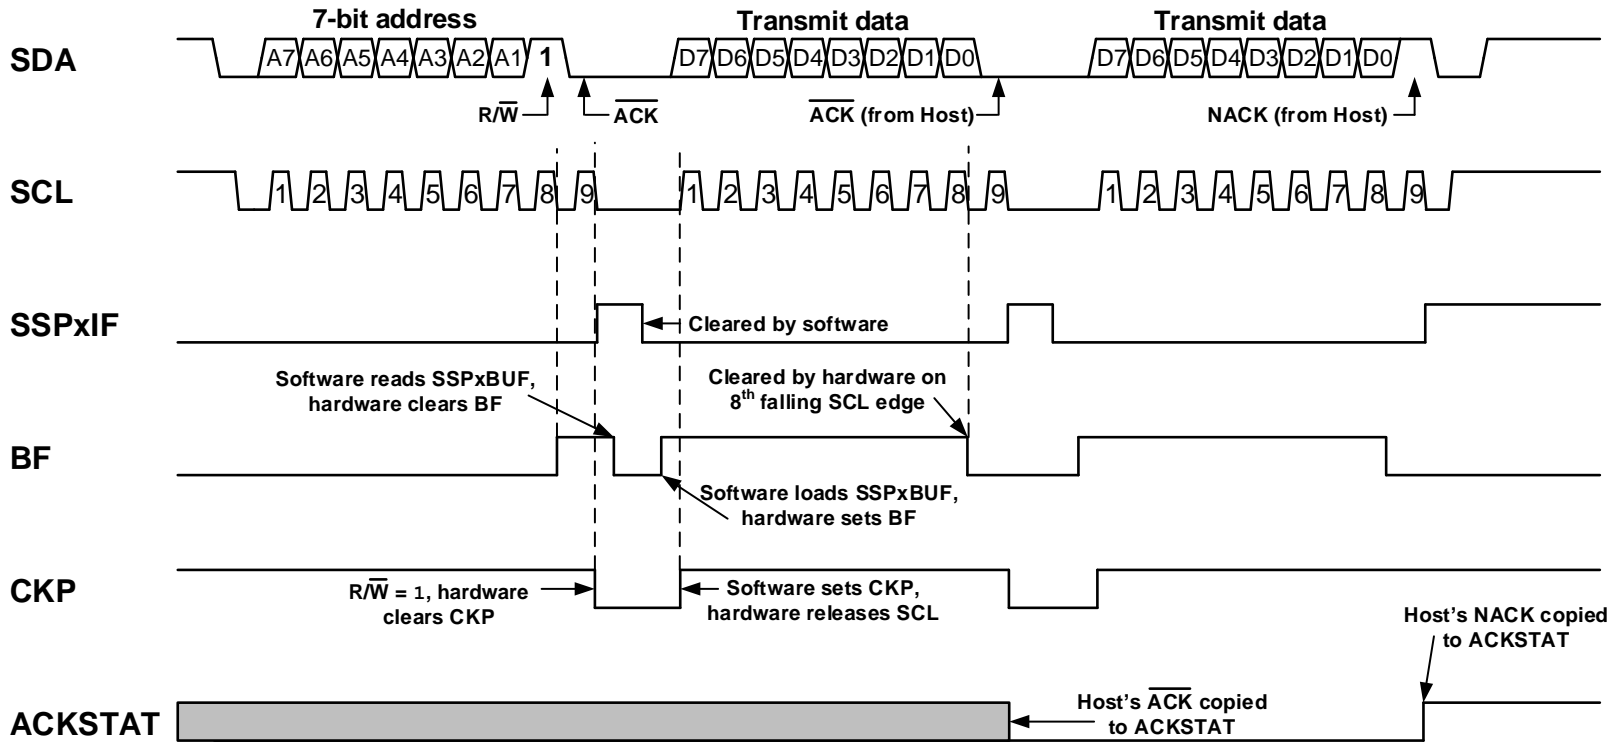 7-bit address
Transmit data
Transmit data
SDA
A7 A6 A5 A4 A3 A2 A1 1
D7 D6 D5 D4 D3 D2 D1 D0
D7 D6 D5 D4 D3 D2 D1 D0
R/W̅
A̅C̅K̅
A̅C̅K̅ (from Host)
NACK (from Host)
SCL
1 2 3 4 5 6 7 8 9
1 2 3 4 5 6 7 8 9
1 2 3 4 5 6 7 8 9
SSPxIF
Cleared by software
Software reads SSPxBUF,
hardware clears BF
Cleared by hardware on
8th falling SCL edge
BF
Software loads SSPxBUF,
hardware sets BF
CKP
R/W̅ = 1, hardware
clears CKP
Software sets CKP,
hardware releases SCL
Host's NACK copied
to ACKSTAT
ACKSTAT
Host's A̅C̅K̅ copied
to ACKSTAT